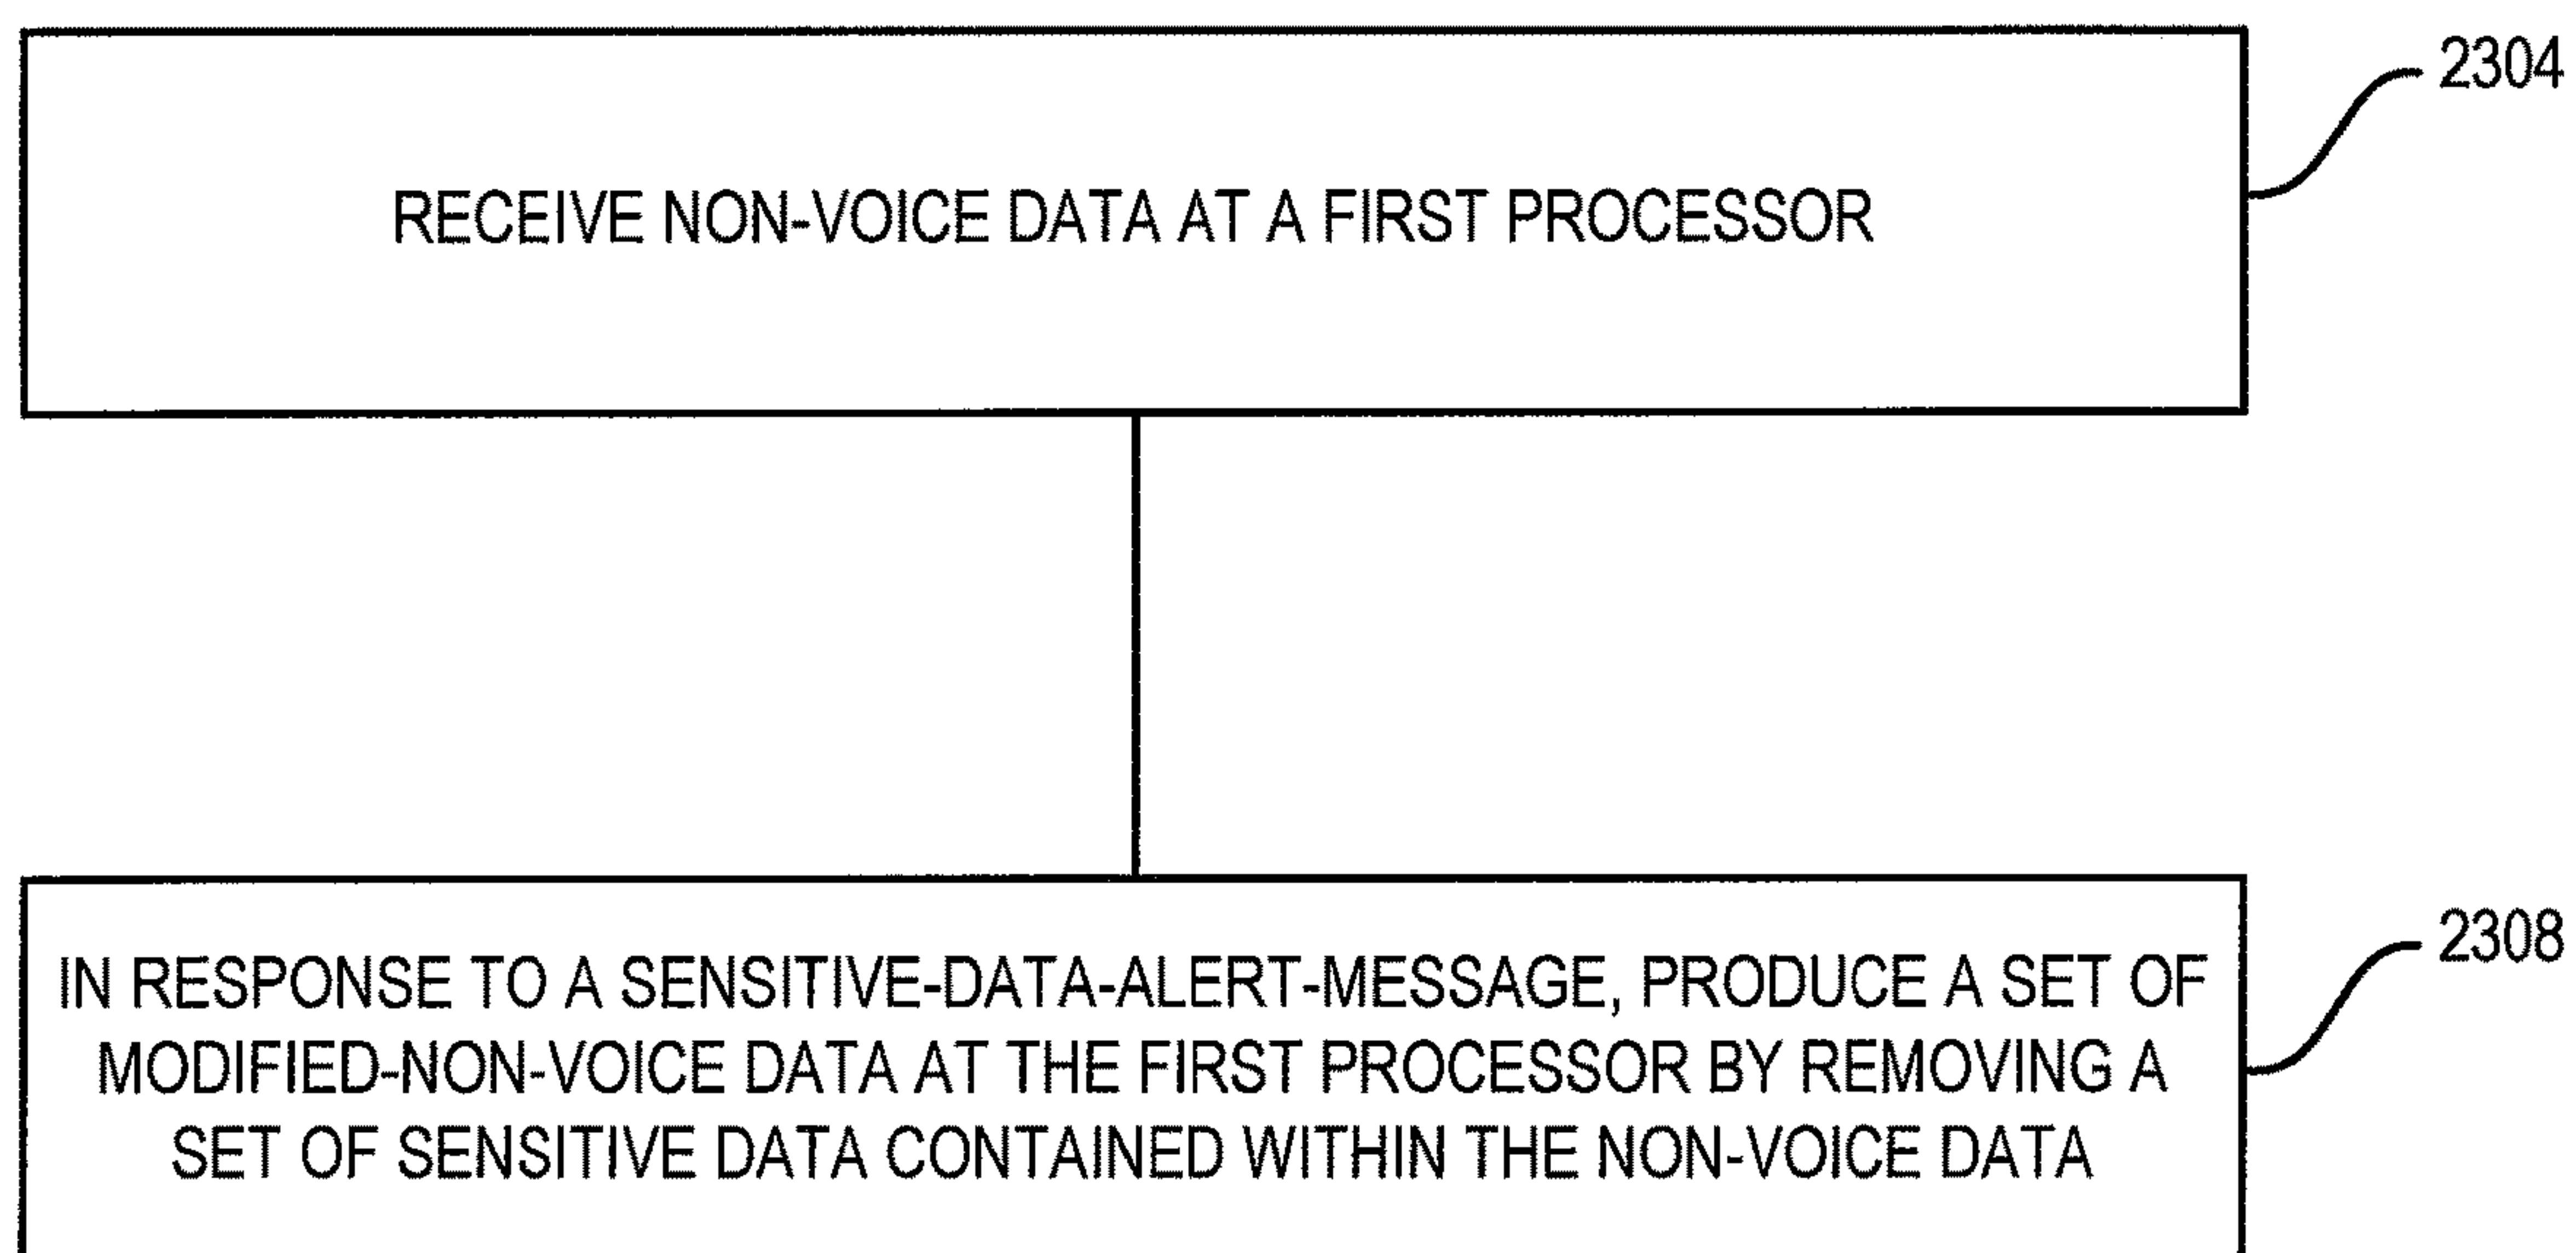 2304
RECEIVE NON-VOICE DATA AT A FIRST PROCESSOR
2308
IN RESPONSE TO A SENSITIVE-DATA-ALERT-MESSAGE, PRODUCE A SET OF
MODIFIED-NON-VOICE DATA AT THE FIRST PROCESSOR BY REMOVING A
SET OF SENSITIVE DATA CONTAINED WITHIN THE NON-VOICE DATA